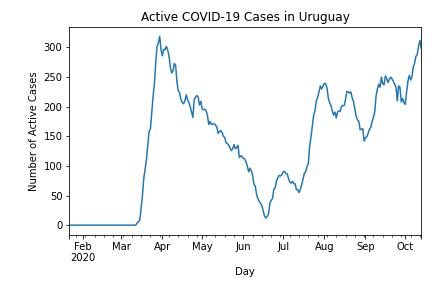 Active COVID-19 Cases in Uruguay
Number of Active Cases
300
250
200
150
100
50
0
Feb Mar Apr May Jun Jul Aug Sep Oct
2020
Day